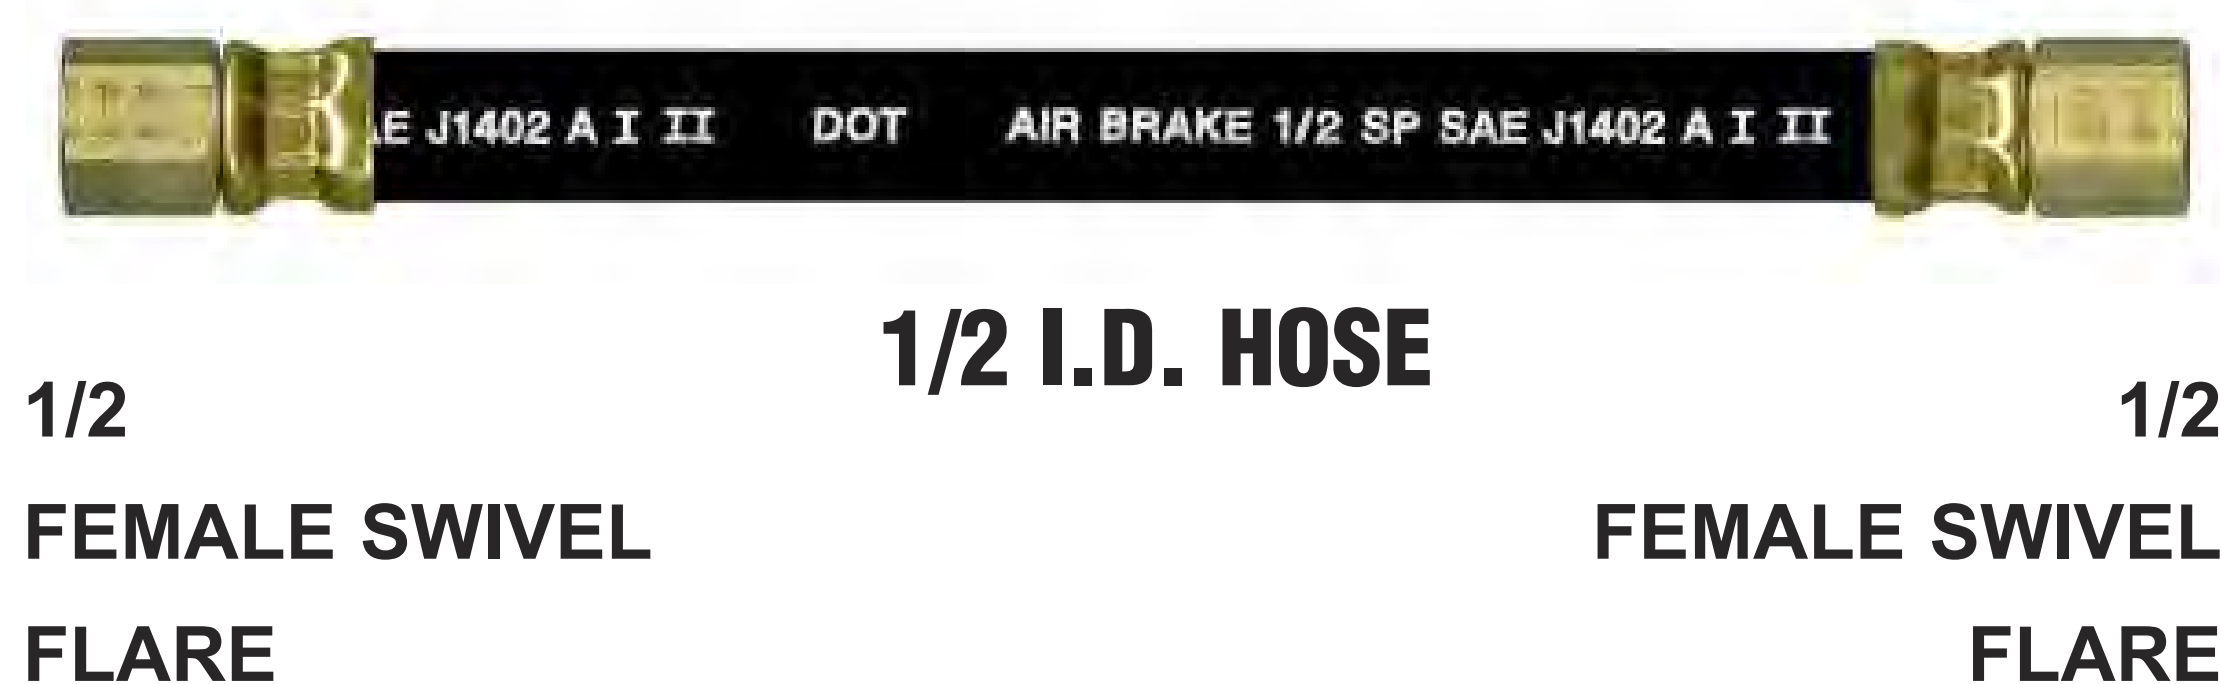 J1402 A I II DOT AIR BRAKE 1/2 SP SAE J1402 A I II
1/2 I.D. HOSE
1/2
FEMALE SWIVEL
FLARE
1/2
FEMALE SWIVEL
FLARE